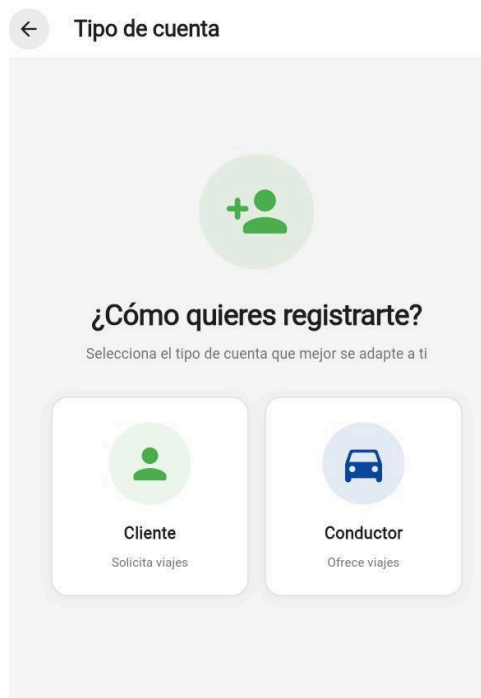 Tipo de cuenta
¿Cómo quieres registrarte?
Selecciona el tipo de cuenta que mejor se adapte a ti
Cliente
Solicita viajes
Conductor
Ofrece viajes